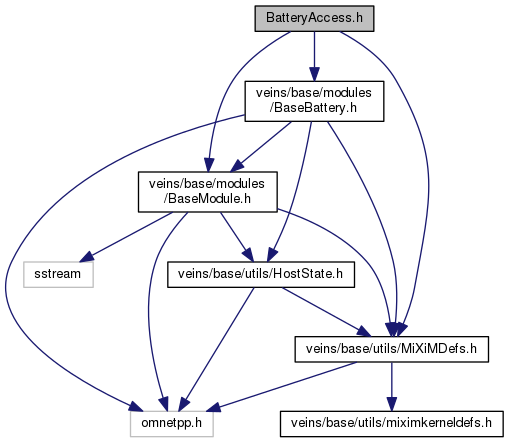 BatteryAccess.h
veins/base/modules
/BaseBattery.h
veins/base/modules
/BaseModule.h
sstream
veins/base/utils/HostState.h
veins/base/utils/MiXiMDefs.h
omnetpp.h
veins/base/utils/miximkerneldefs.h